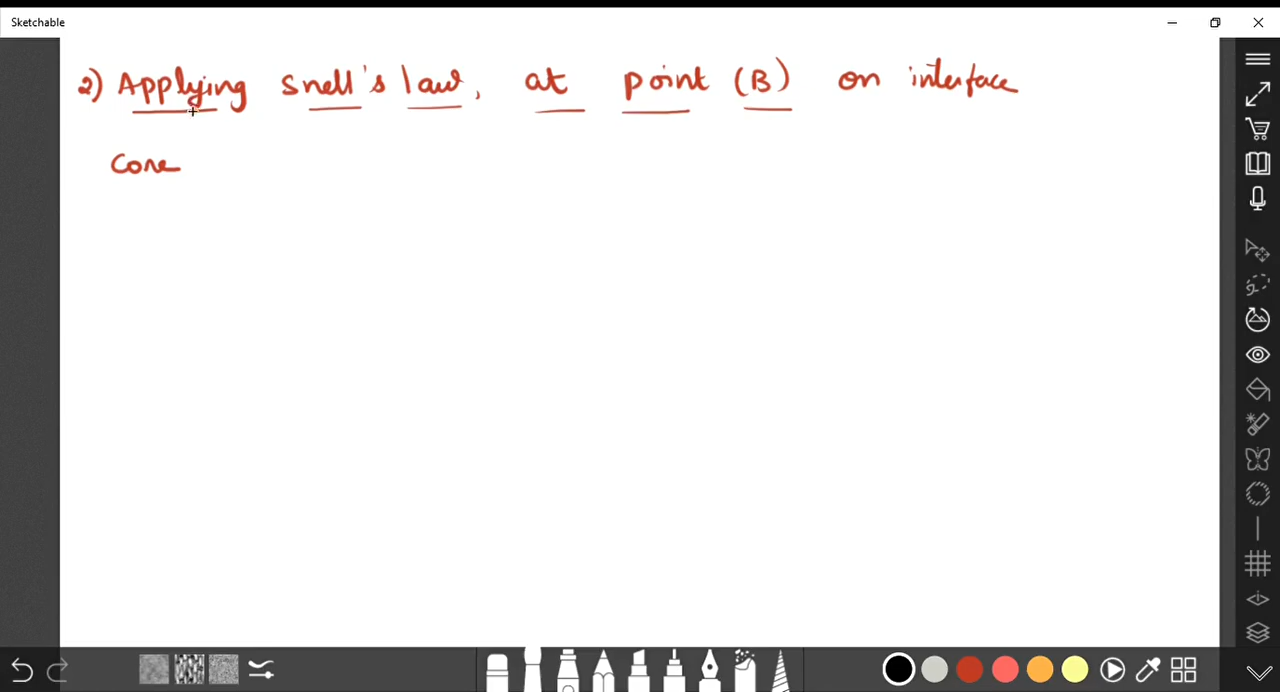 Sketchable
2) Applying snell's law, at point (B) on interface
Core